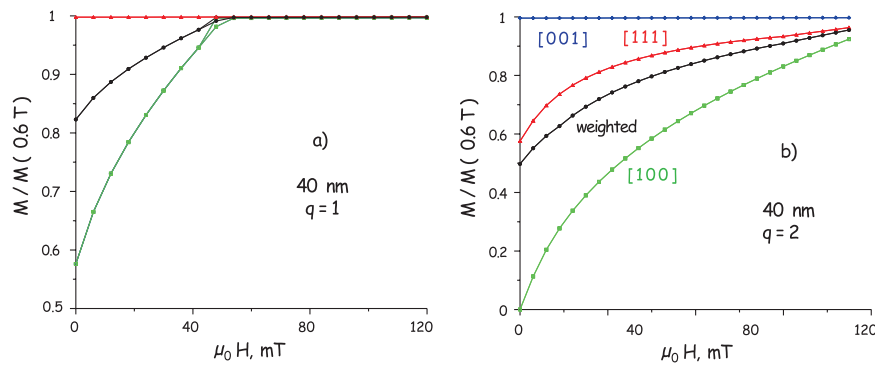 M / M ( 0.6 T )
1
0.9
0.8
0.7
0.6
0.5
a)
40 nm
q = 1
0
40
80
120
μ0 H, mT
M / M ( 0.6 T )
1
0.8
0.6
0.4
0.2
0
[001]
[111]
weighted
[100]
b)
40 nm
q = 2
0
40
80
120
μ0 H, mT